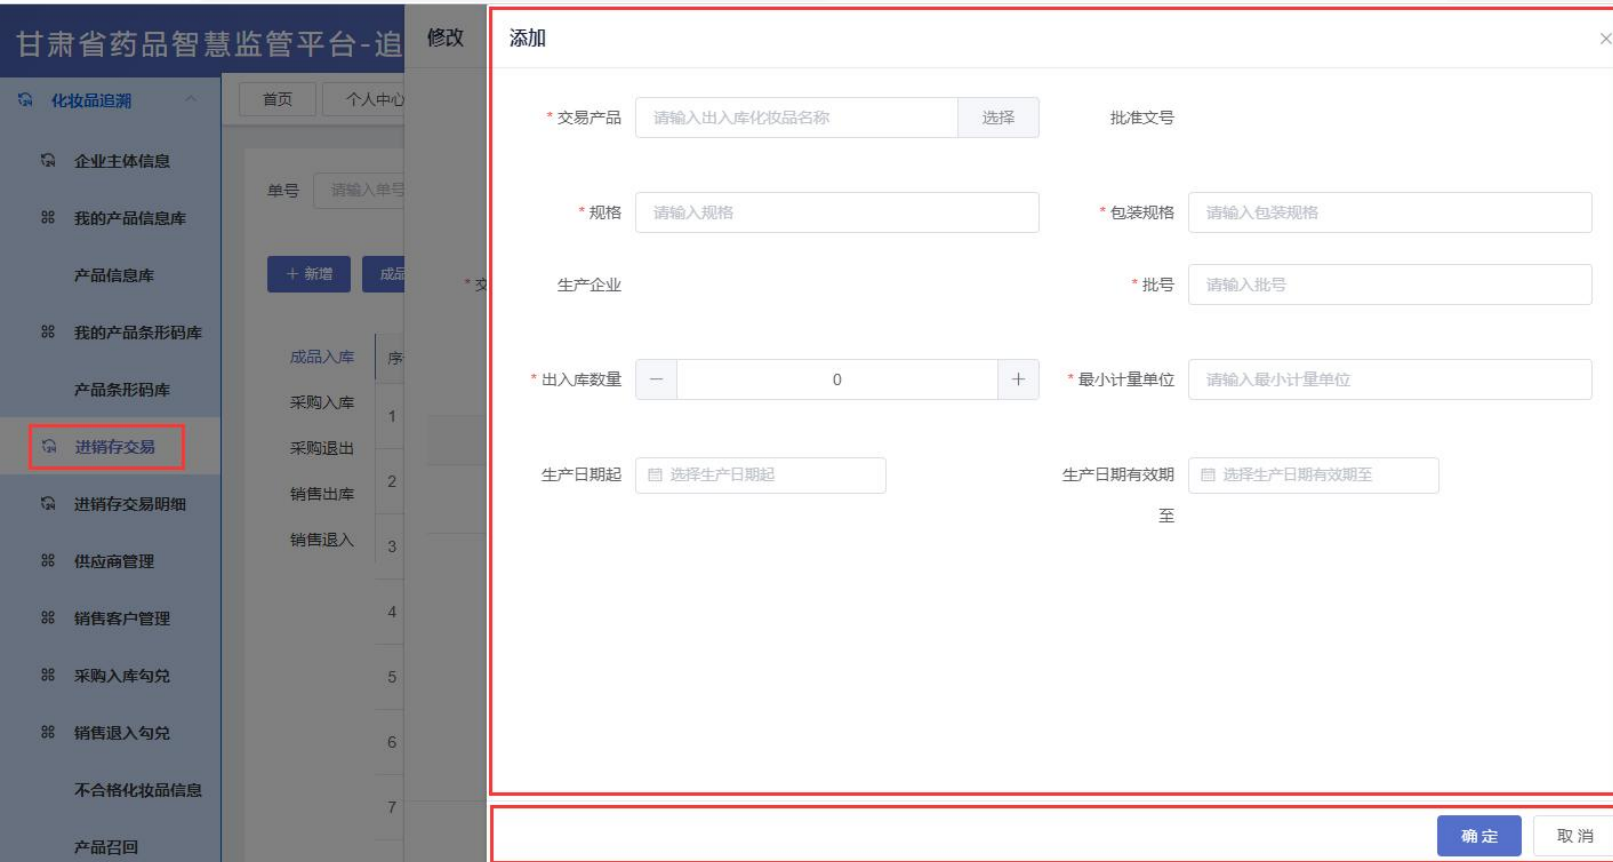 甘肃省药品智慧监管平台-追
化妆品追溯
企业主体信息
我的产品信息库
产品信息库
我的产品条形码库
产品条形码库
进销存交易
进销存交易明细
供应商管理
销售客户管理
采购入库勾兑
销售退入勾兑
不合格化妆品信息
产品召回
首页
个人中心
单号
请输入单号
+ 新增
成品
成品入库
采购入库
采购退出
销售出库
销售退入
序
1
2
3
4
5
6
7
修改
* 交
添加
×
* 交易产品
请输入出入库化妆品名称
选择
批准文号
* 规格
请输入规格
* 包装规格
请输入包装规格
生产企业
* 批号
请输入批号
* 出入库数量
−
0
+
* 最小计量单位
请输入最小计量单位
生产日期起
选择生产日期起
生产日期有效期
至
选择生产日期有效期至
确 定
取 消